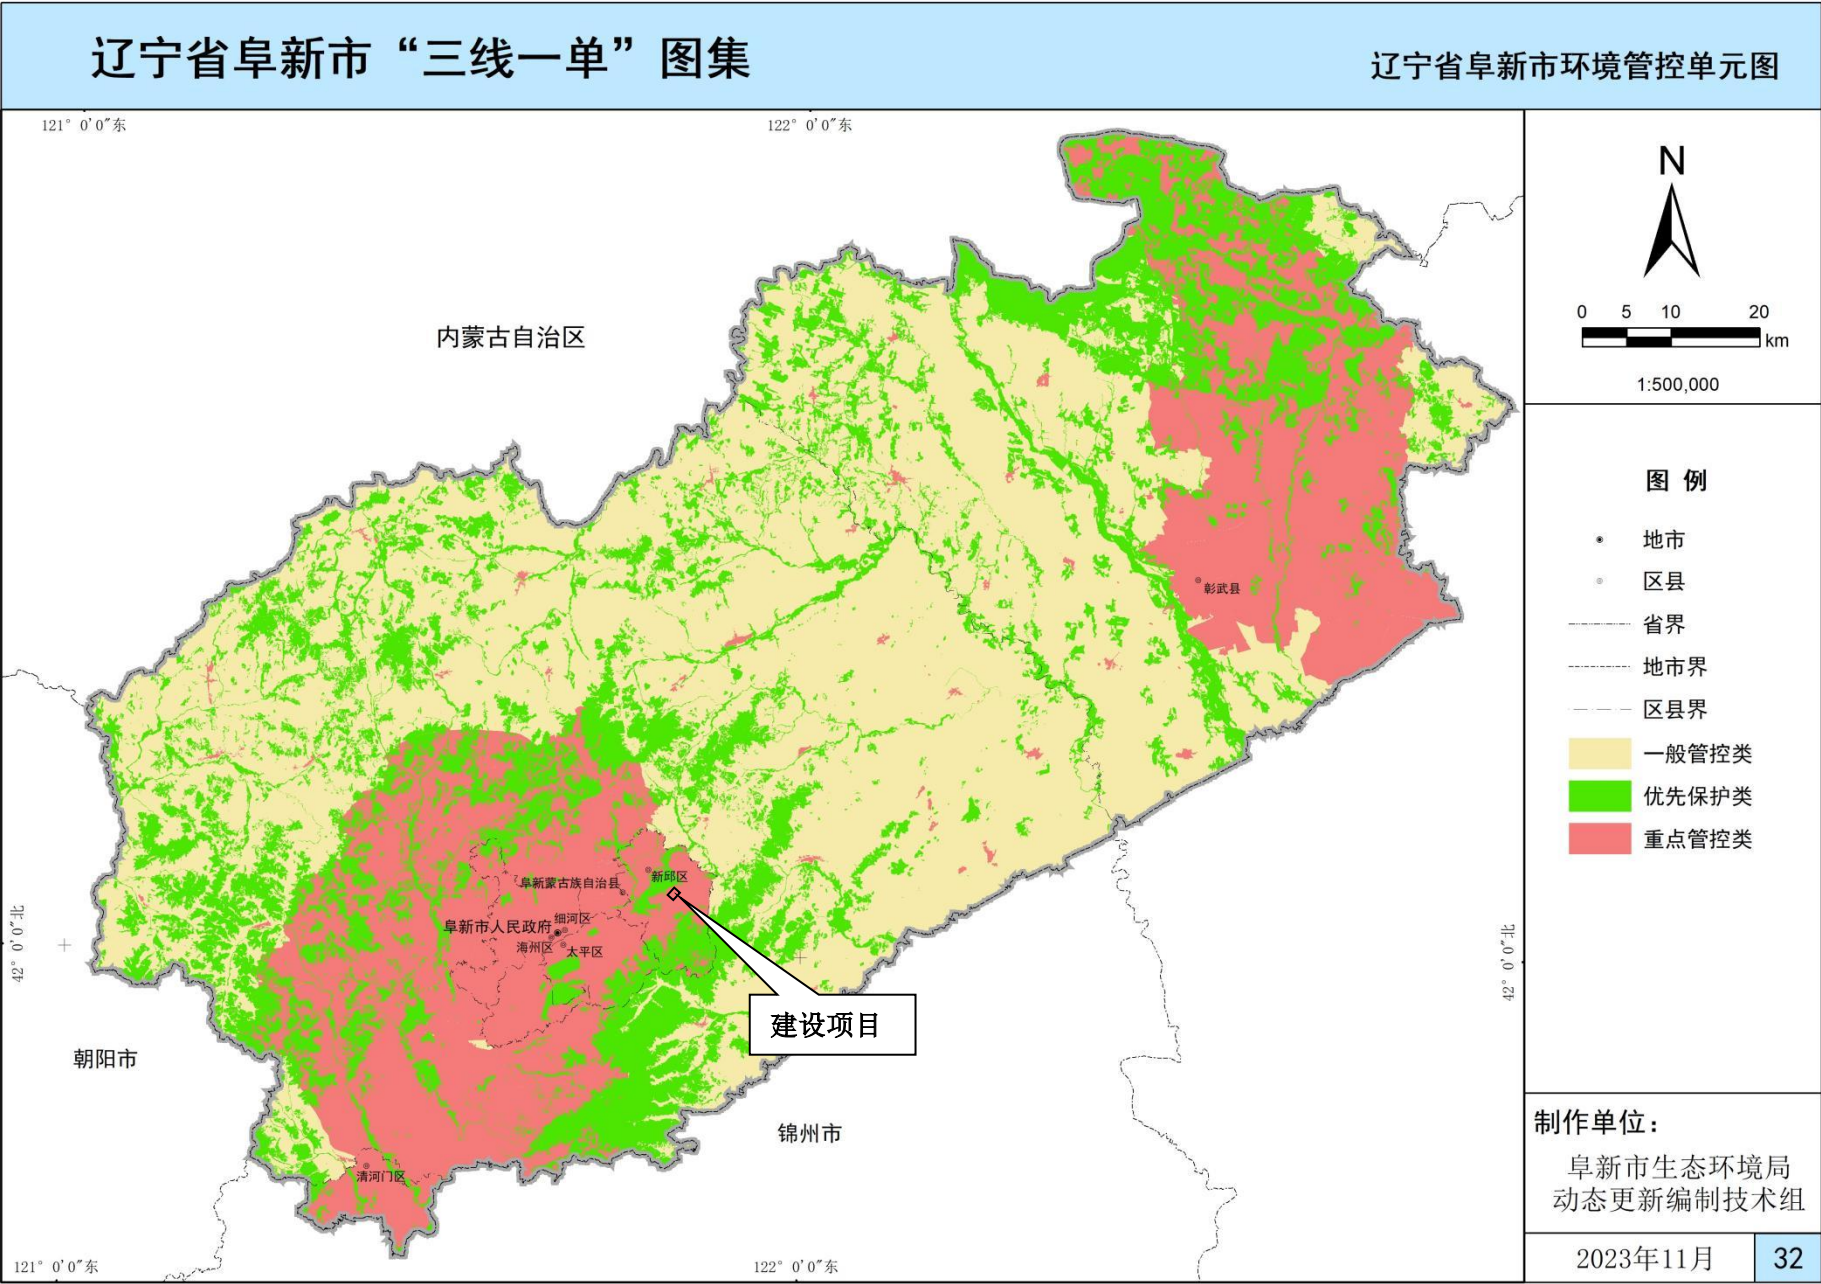 辽宁省阜新市“三线一单”图集
辽宁省阜新市环境管控单元图
121° 0'0"东
122° 0'0"东
N
0 5 10 20
km
1:500,000
内蒙古自治区
图 例
地市
区县
省界
地市界
区县界
一般管控类
优先保护类
重点管控类
彰武县
新邱区
阜新蒙古族自治县
细河区
阜新市人民政府
海州区
太平区
42° 0'0"北
42° 0'0"北
建设项目
朝阳市
锦州市
清河门区
制作单位：
阜新市生态环境局
动态更新编制技术组
2023年11月
32
121° 0'0"东
122° 0'0"东